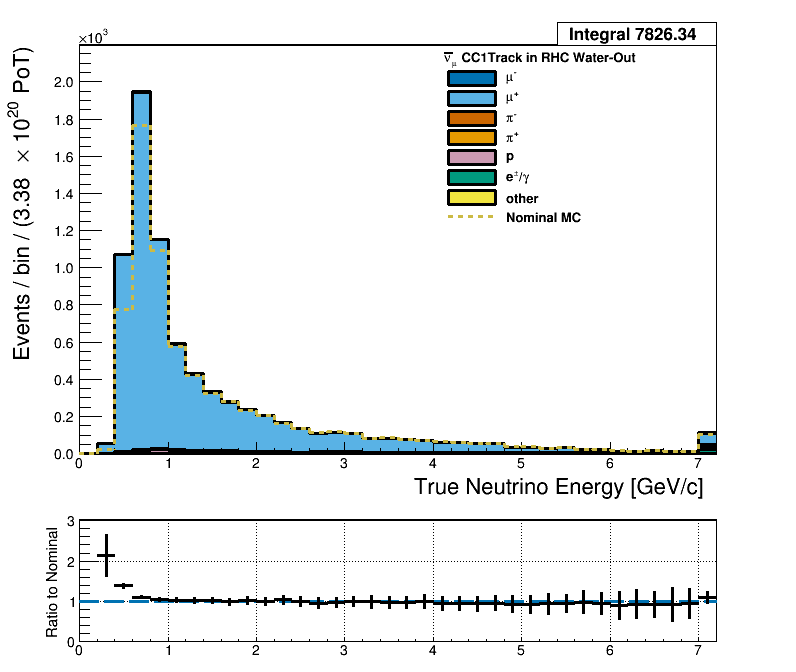 Integral 7826.34
×10³
ν̅μ CC1Track in RHC Water-Out
μ⁻
μ⁺
π⁻
π⁺
p
e±/γ
other
Nominal MC
Events / bin / (3.38 × 10²⁰ PoT)
2.0
1.8
1.6
1.4
1.2
1.0
0.8
0.6
0.4
0.2
0.0
0 1 2 3 4 5 6 7
True Neutrino Energy [GeV/c]
Ratio to Nominal
3
2
1
0
0 1 2 3 4 5 6 7